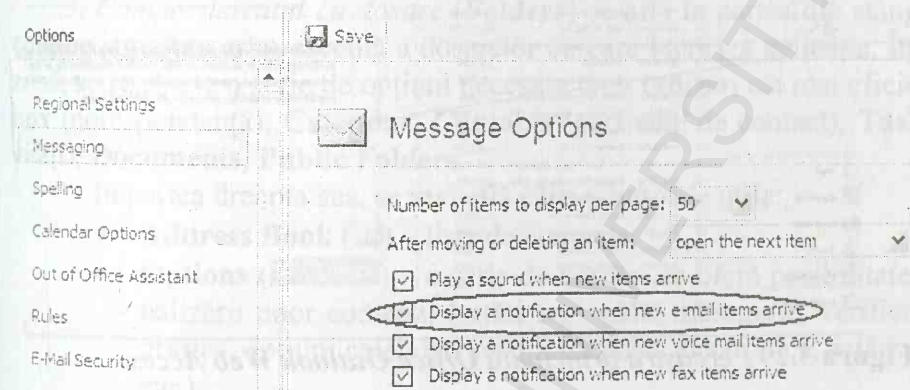 Options
Save
Regional Settings
Messaging
Spelling
Calendar Options
Out of Office Assistant
Rules
E-Mail Security
Message Options
Number of items to display per page: 50
After moving or deleting an item: open the next item
Play a sound when new items arrive
Display a notification when new e-mail items arrive
Display a notification when new voice mail items arrive
Display a notification when new fax items arrive
VERSIT